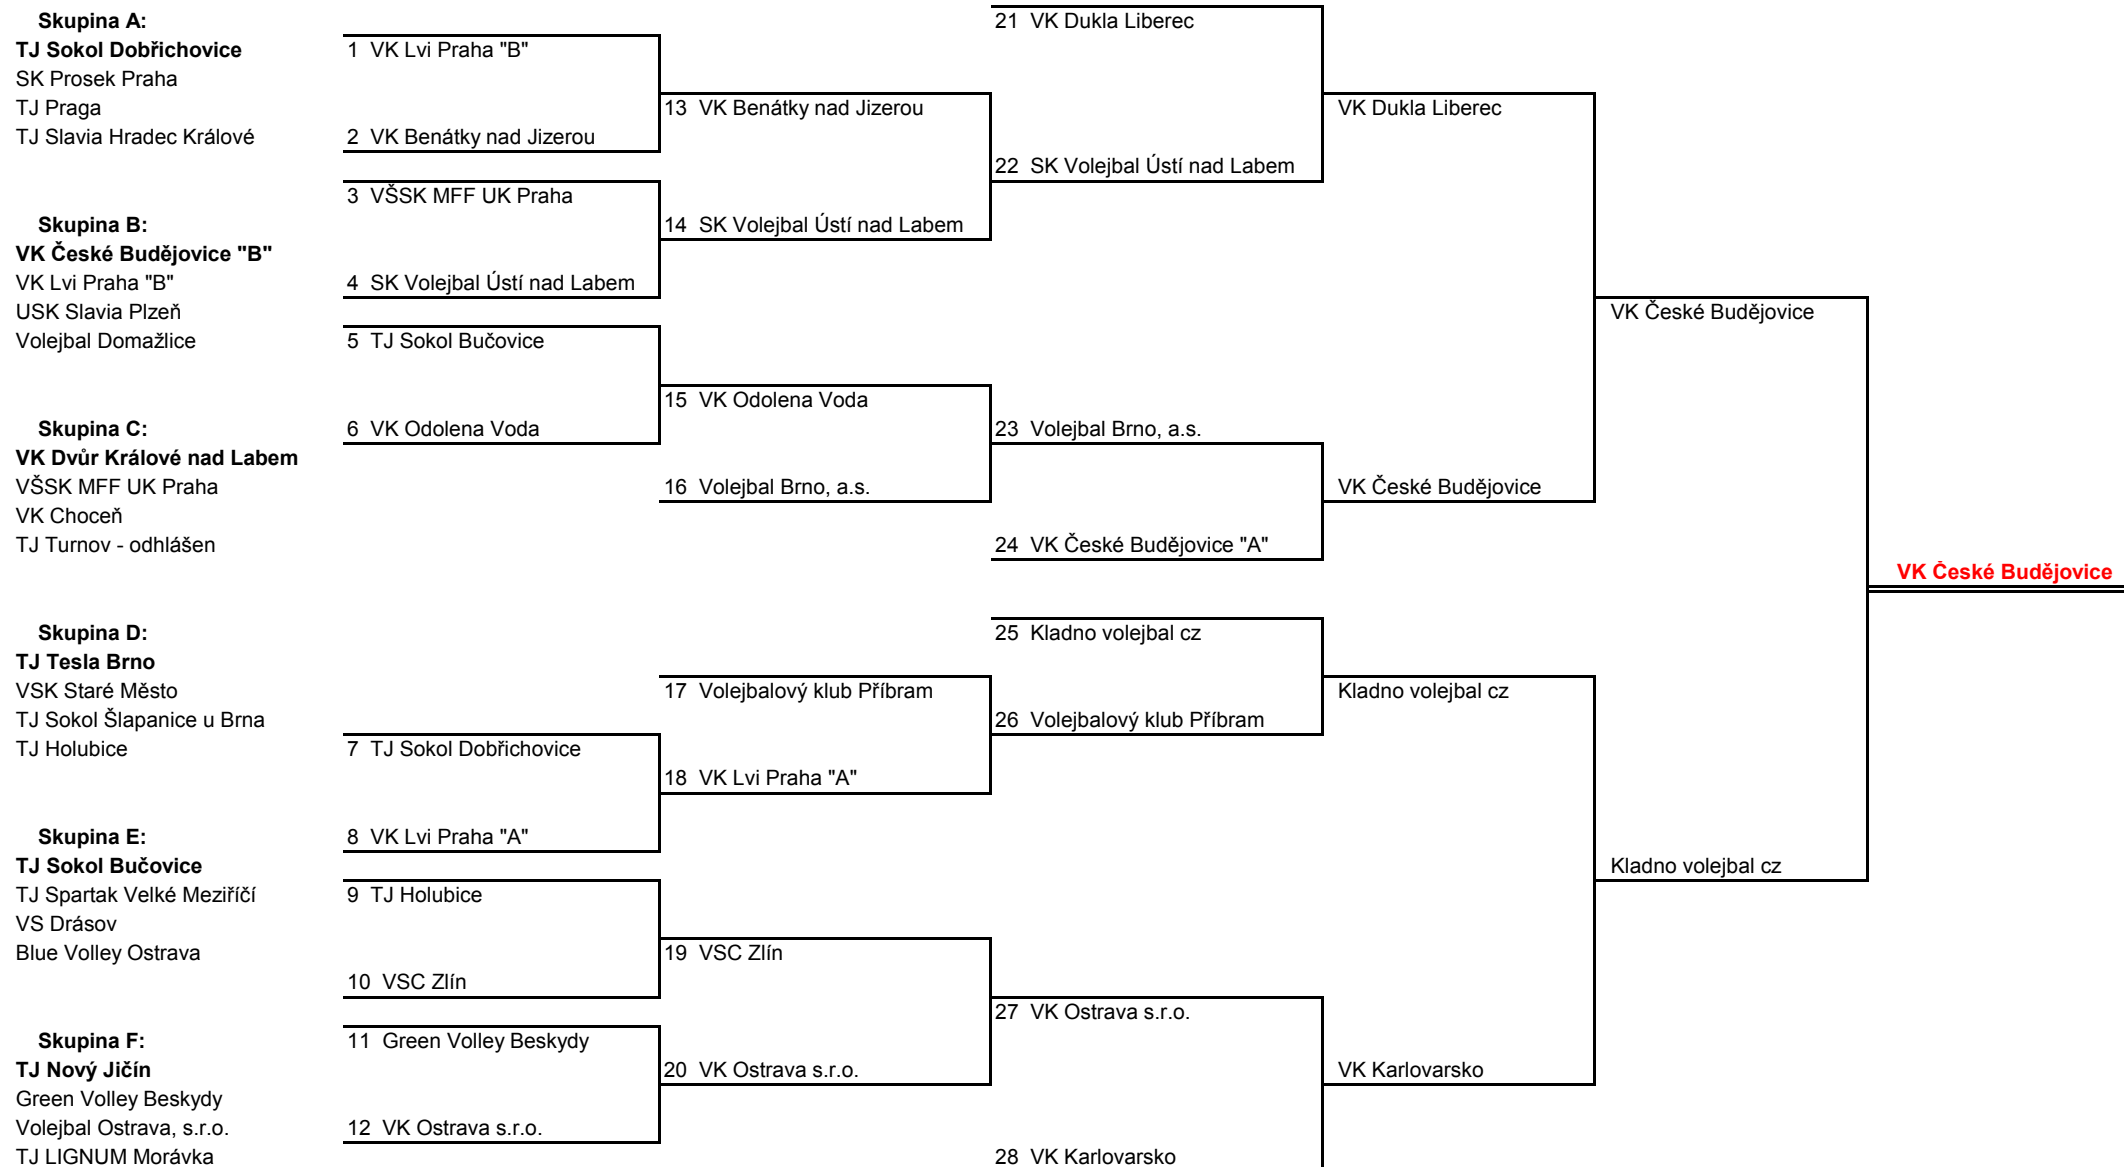 Skupina A:
TJ Sokol Dobřichovice
SK Prosek Praha
TJ Praga
TJ Slavia Hradec Králové
Skupina B:
VK České Budějovice "B"
VK Lvi Praha "B"
USK Slavia Plzeň
Volejbal Domažlice
Skupina C:
VK Dvůr Králové nad Labem
VŠSK MFF UK Praha
VK Choceň
TJ Turnov - odhlášen
Skupina D:
TJ Tesla Brno
VSK Staré Město
TJ Sokol Šlapanice u Brna
TJ Holubice
Skupina E:
TJ Sokol Bučovice
TJ Spartak Velké Meziříčí
VS Drásov
Blue Volley Ostrava
Skupina F:
TJ Nový Jičín
Green Volley Beskydy
Volejbal Ostrava, s.r.o.
TJ LIGNUM Morávka
1 VK Lvi Praha "B"
2 VK Benátky nad Jizerou
3 VŠSK MFF UK Praha
4 SK Volejbal Ústí nad Labem
5 TJ Sokol Bučovice
6 VK Odolena Voda
7 TJ Sokol Dobřichovice
8 VK Lvi Praha "A"
9 TJ Holubice
10 VSC Zlín
11 Green Volley Beskydy
12 VK Ostrava s.r.o.
13 VK Benátky nad Jizerou
14 SK Volejbal Ústí nad Labem
15 VK Odolena Voda
16 Volejbal Brno, a.s.
17 Volejbalový klub Příbram
18 VK Lvi Praha "A"
19 VSC Zlín
20 VK Ostrava s.r.o.
21 VK Dukla Liberec
22 SK Volejbal Ústí nad Labem
23 Volejbal Brno, a.s.
24 VK České Budějovice "A"
25 Kladno volejbal cz
26 Volejbalový klub Příbram
27 VK Ostrava s.r.o.
28 VK Karlovarsko
VK Dukla Liberec
VK České Budějovice
Kladno volejbal cz
VK Karlovarsko
VK České Budějovice
Kladno volejbal cz
VK České Budějovice